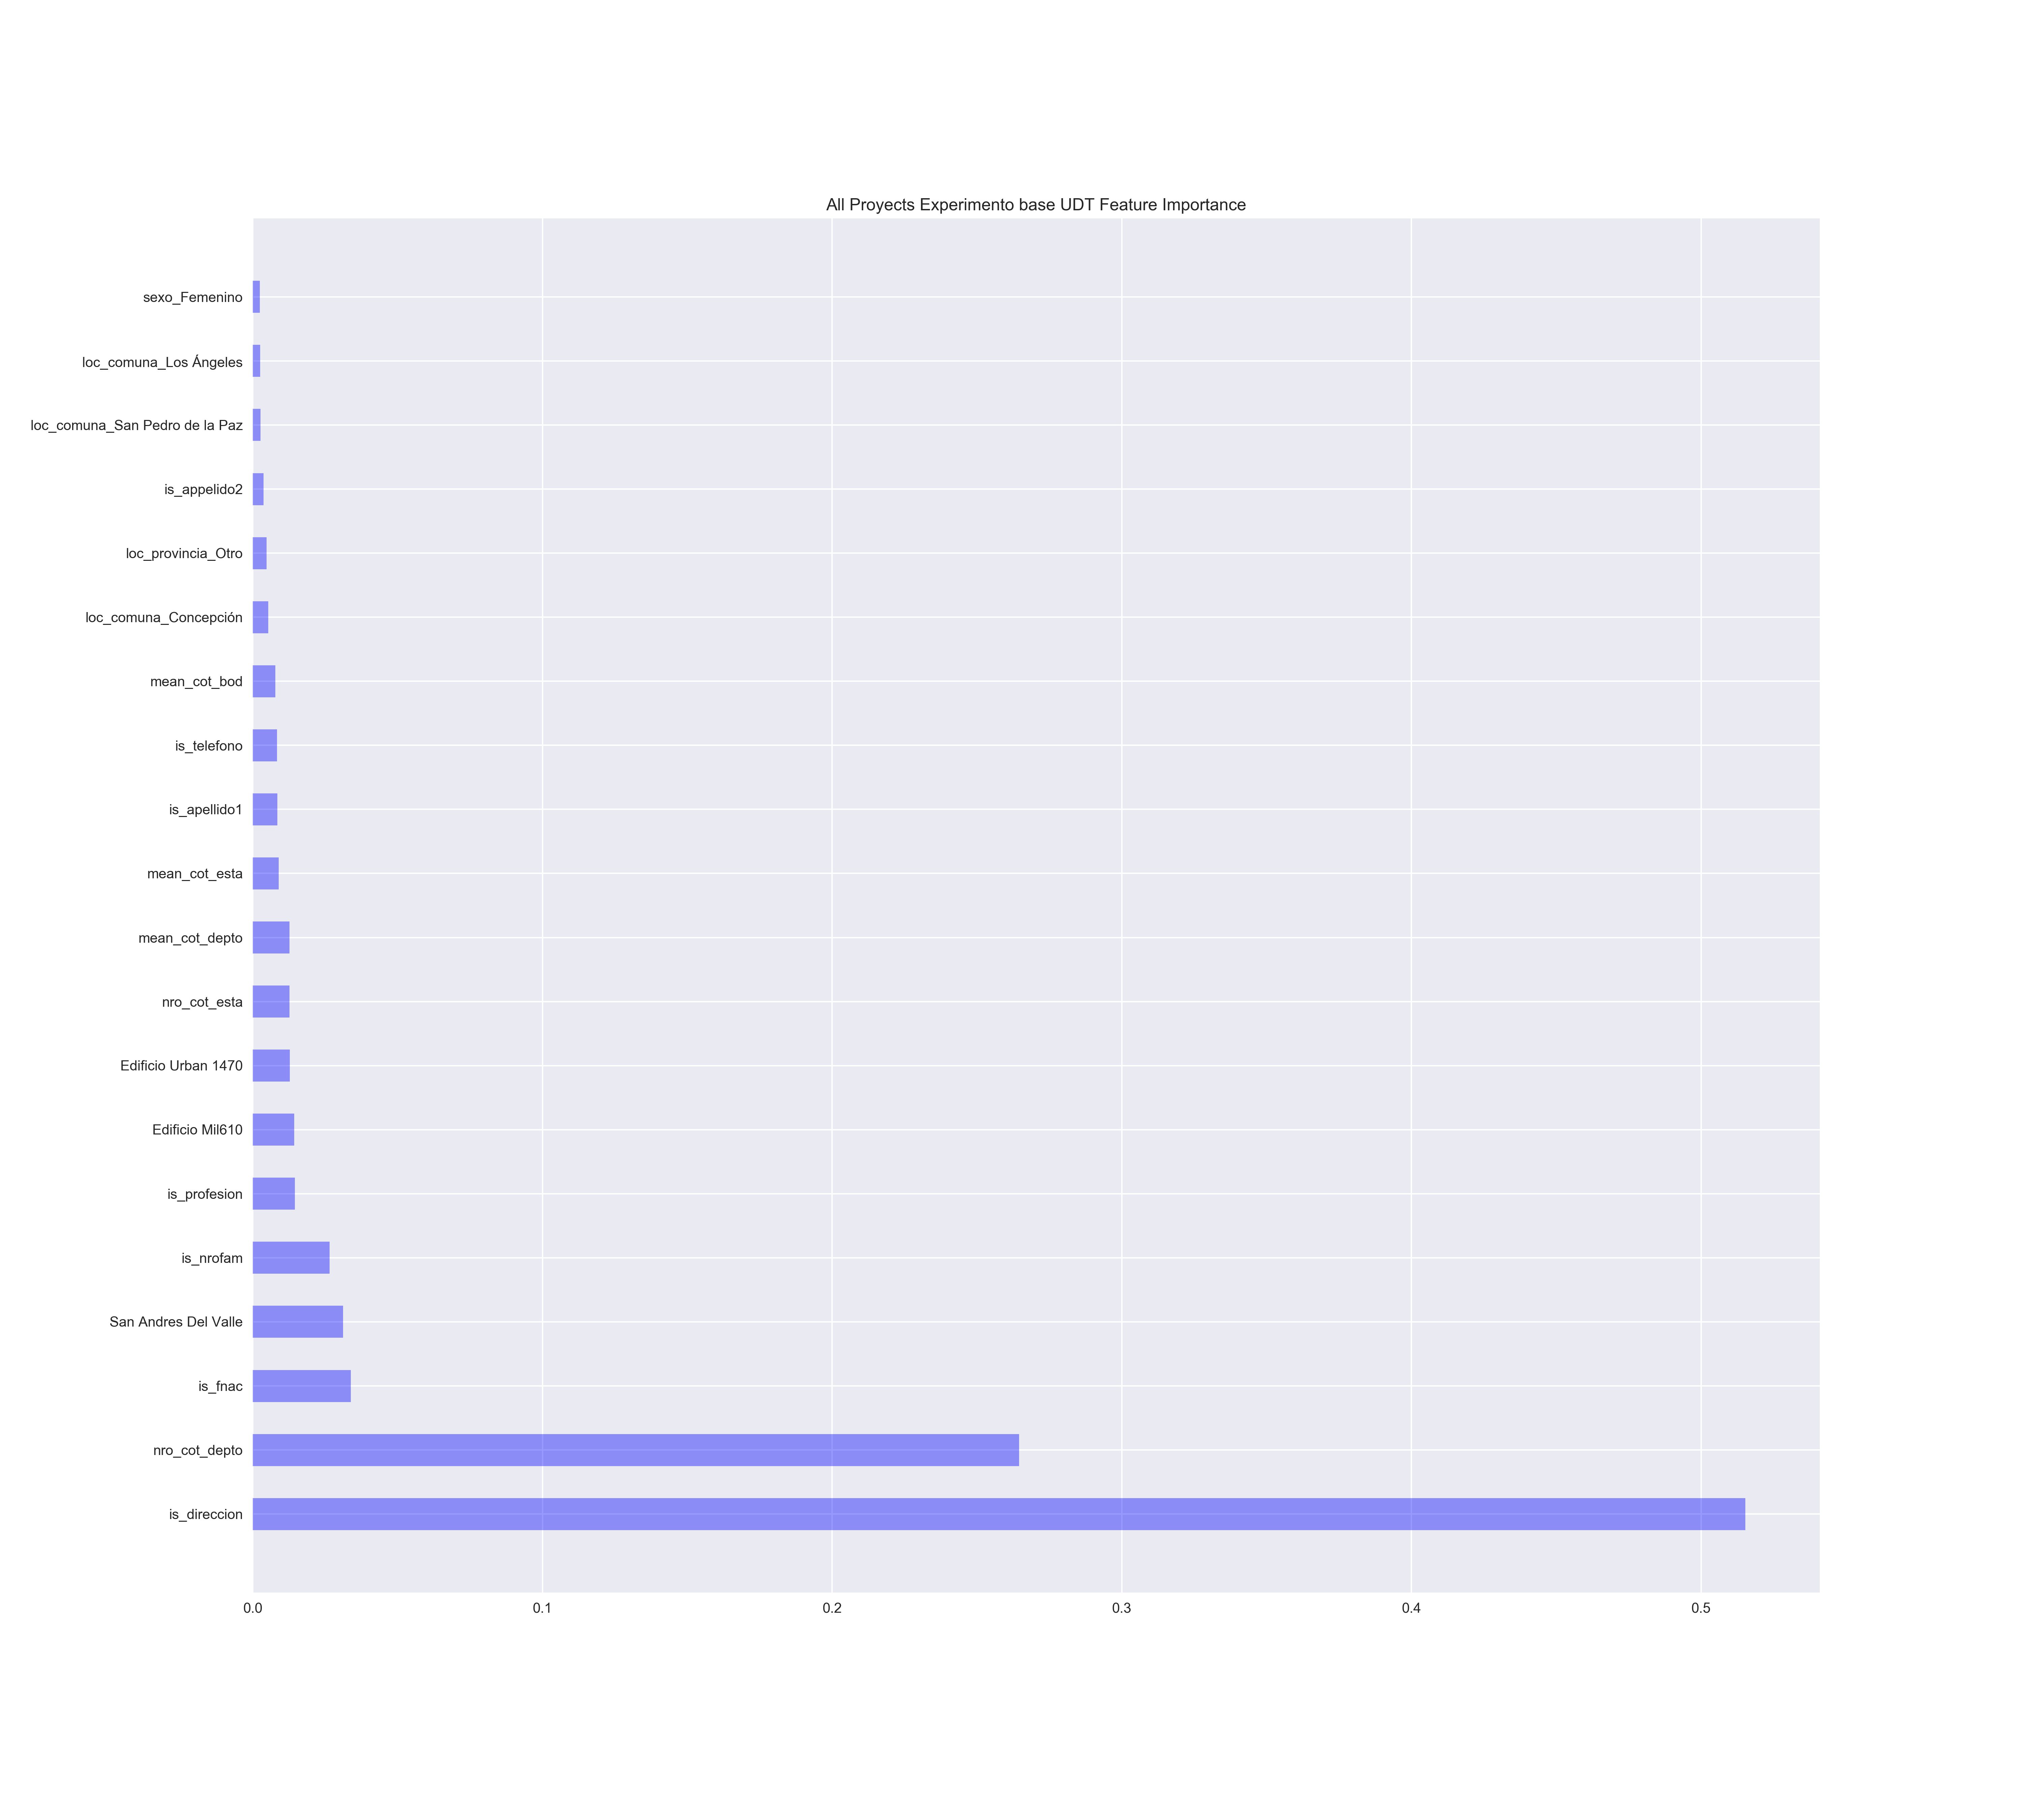 All Proyects Experimento base UDT Feature Importance
sexo_Femenino
loc_comuna_Los Ángeles
loc_comuna_San Pedro de la Paz
is_appelido2
loc_provincia_Otro
loc_comuna_Concepción
mean_cot_bod
is_telefono
is_apellido1
mean_cot_esta
mean_cot_depto
nro_cot_esta
Edificio Urban 1470
Edificio Mil610
is_profesion
is_nrofam
San Andres Del Valle
is_fnac
nro_cot_depto
is_direccion
0.0 0.1 0.2 0.3 0.4 0.5